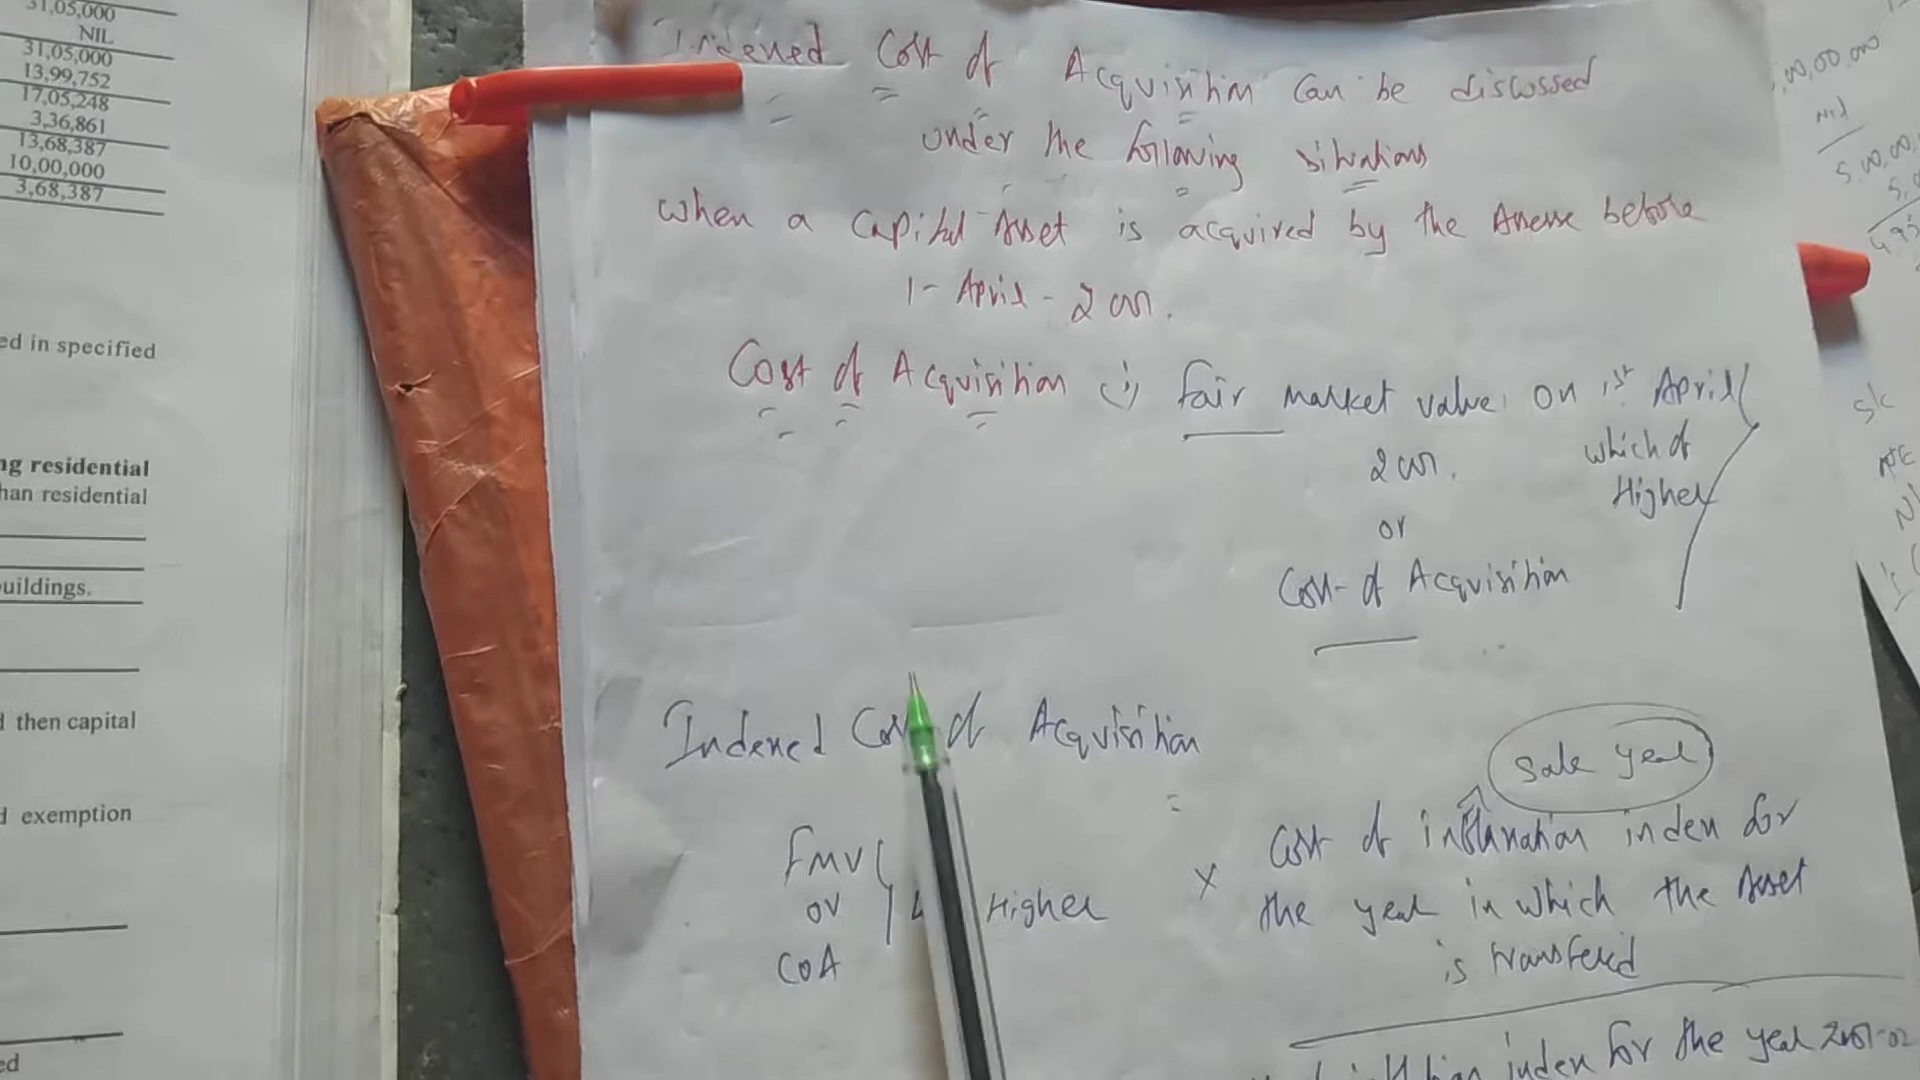 31,05,000
NIL
31,05,000
13,99,752
17,05,248
3,36,861
13,68,387
10,00,000
3,68,387
ed in specified
ng residential
han residential
uildings.
d then capital
d exemption
ed
Indexed Cost of Acquisition Can be discussed
under the following situations
When a Capital Asset is acquired by the Assesse before
1- April - 2001.
Cost of Acquisition (i) Fair market value on 1st April
2001.
which of
Higher
or
Cost of Acquisition
Indexed Cost of Acquisition
Sale year
FMV
or
COA
Higher
X
Cost of inflanation index for
the year in which the Asset
is transfered
index for the year 2001-02
,00,00,000
Nil